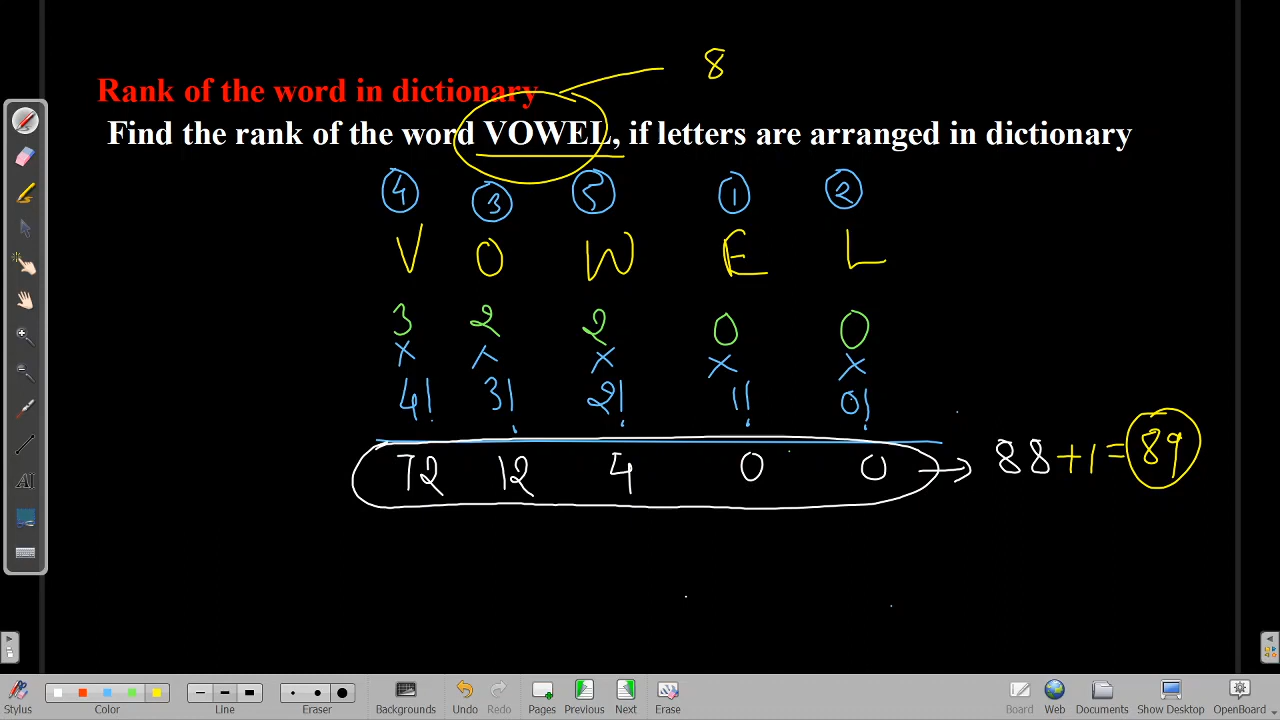 8
Rank of the word in dictionary
Find the rank of the word VOWEL, if letters are arranged in dictionary
4 3 5 1 2
V O W E L
3 2 2 0 0
× × × × ×
4! 3! 2! 1! 0!
72 12 4 0 0 → 88+1=89
Stylus Color Line Eraser Backgrounds Undo Redo Pages Previous Next Erase Board Web Documents Show Desktop OpenBoard